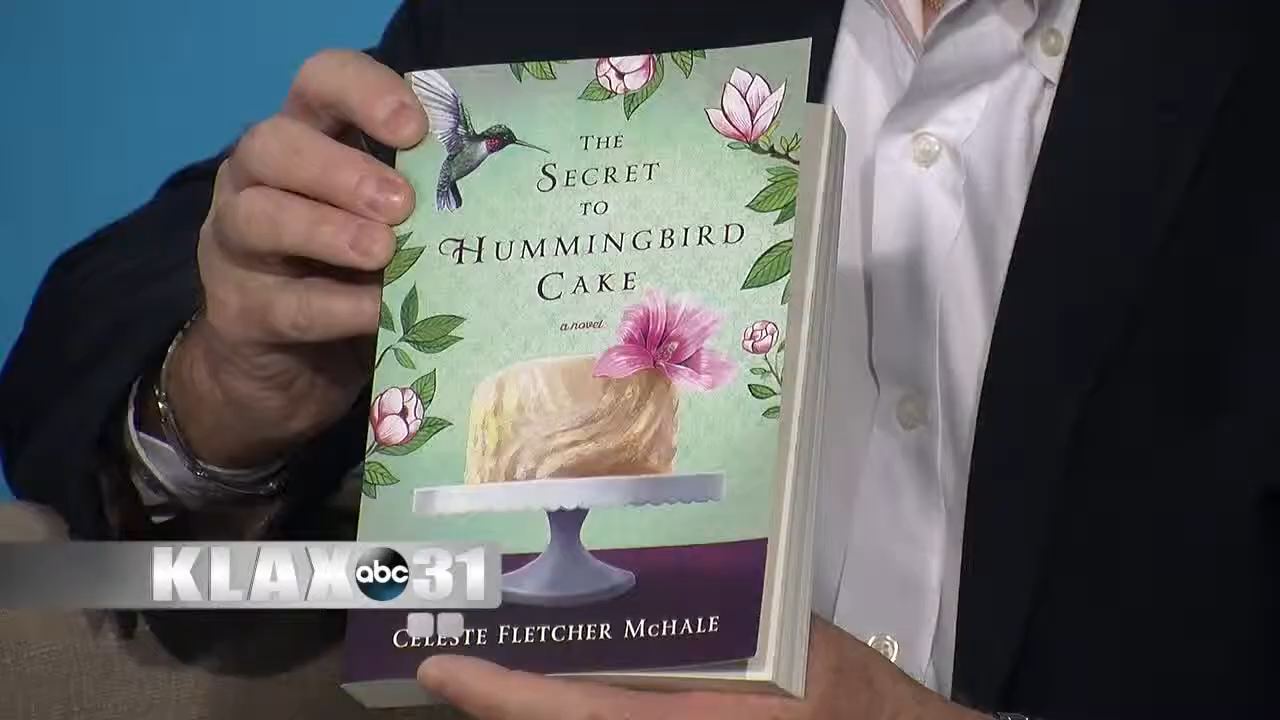 THE
SECRET
TO
HUMMINGBIRD
CAKE
a novel
KLAX abc 31
CELESTE FLETCHER MCHALE